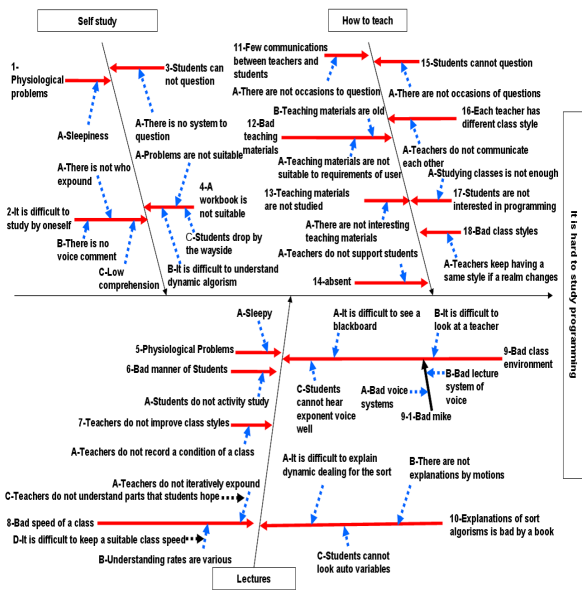 Self study
How to teach
1-
Physiological
problems
3-Students can
not question
A-Sleepiness
A-There is no system to
question
A-There is not who
expound
A-Problems are not suitable
4-A
workbook is
not suitable
2-It is difficult to
study by oneself
B-There is no
voice comment
C-Low
comprehension
C-Students drop by
the wayside
B-It is difficult to understand
dynamic algorism
11-Few communications
between teachers and
students
15-Students cannot question
A-There are not occasions to question
A-There are not occasions of questions
B-Teaching materials are old
16-Each teacher has
different class style
12-Bad
teaching
materials
A-Teachers do not communicate
each other
A-Teaching materials are not
suitable to requirements of user
A-Studying classes is not enough
13-Teaching materials
are not studied
17-Students are not
interested in programming
A-There are not interesting
teaching materials
18-Bad class styles
A-Teachers do not support students
A-Teachers keep having a
same style if a realm changes
14-absent
It is hard to study programming
A-Sleepy
A-It is difficult to see a
blackboard
B-It is difficult to
look at a teacher
5-Physiological Problems
9-Bad class
environment
6-Bad manner of Students
B-Bad lecture
system of
voice
A-Students do not activity study
C-Students
cannot hear
exponent voice
well
A-Bad voice
systems
9-1-Bad mike
7-Teachers do not improve class styles
A-Teachers do not record a condition of a class
A-It is difficult to explain
dynamic dealing for the sort
B-There are not
explanations by motions
A-Teachers do not iteratively expound
C-Teachers do not understand parts that students hope
8-Bad speed of a class
10-Explanations of sort
algorisms is bad by a book
D-It is difficult to keep a suitable class speed
B-Understanding rates are various
C-Students cannot
look auto variables
Lectures